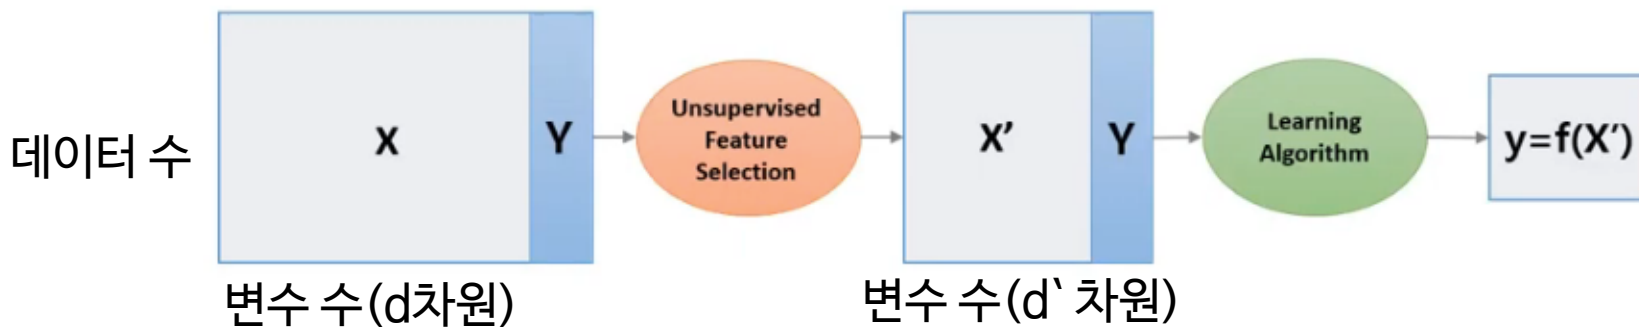 데이터 수
X
Y
Unsupervised
Feature
Selection
X’
Y
Learning
Algorithm
y=f(X’)
변수 수(d차원)
변수 수(d` 차원)